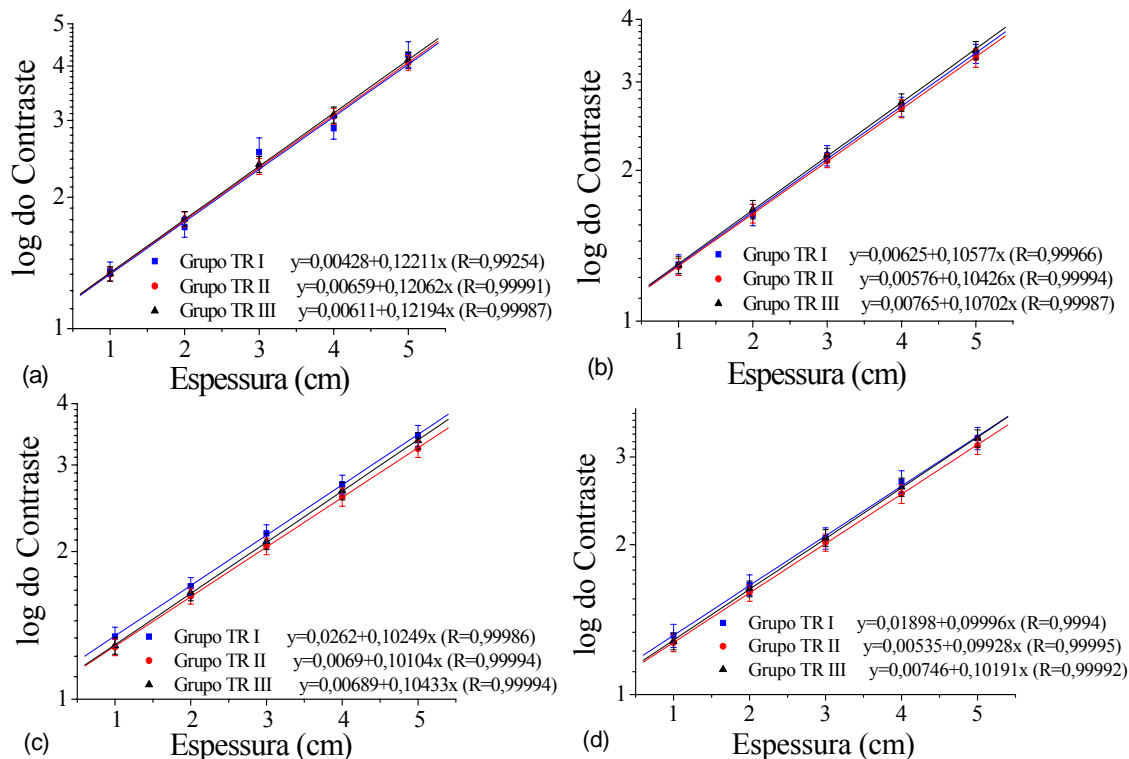 (a)
log do Contraste
5
4
3
2
1
Grupo TR I y=0,00428+0,12211x (R=0,99254)
Grupo TR II y=0,00659+0,12062x (R=0,99991)
Grupo TR III y=0,00611+0,12194x (R=0,99987)
1 2 3 4 5
Espessura (cm)
(b)
log do Contraste
4
3
2
1
Grupo TR I y=0,00625+0,10577x (R=0,99966)
Grupo TR II y=0,00576+0,10426x (R=0,99994)
Grupo TR III y=0,00765+0,10702x (R=0,99987)
1 2 3 4 5
Espessura (cm)
(c)
log do Contraste
4
3
2
1
Grupo TR I y=0,0262+0,10249x (R=0,99986)
Grupo TR II y=0,0069+0,10104x (R=0,99994)
Grupo TR III y=0,00689+0,10433x (R=0,99994)
1 2 3 4 5
Espessura (cm)
(d)
log do Contraste
3
2
1
Grupo TR I y=0,01898+0,09996x (R=0,9994)
Grupo TR II y=0,00535+0,09928x (R=0,99995)
Grupo TR III y=0,00746+0,10191x (R=0,99992)
1 2 3 4 5
Espessura (cm)